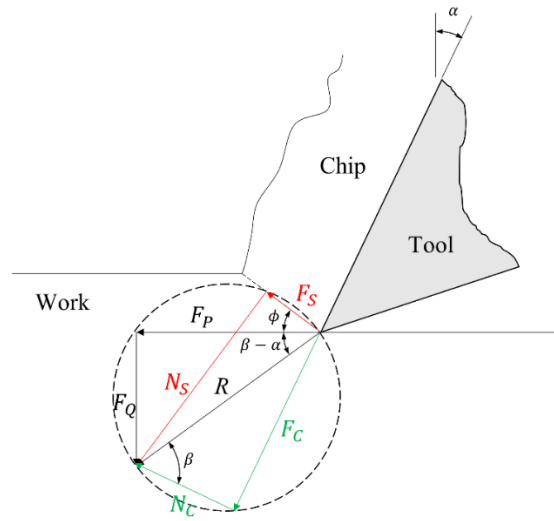 α
Chip
Tool
Work
F_S
F_P
ϕ
β − α
N_S
R
F_Q
F_C
β
N_C